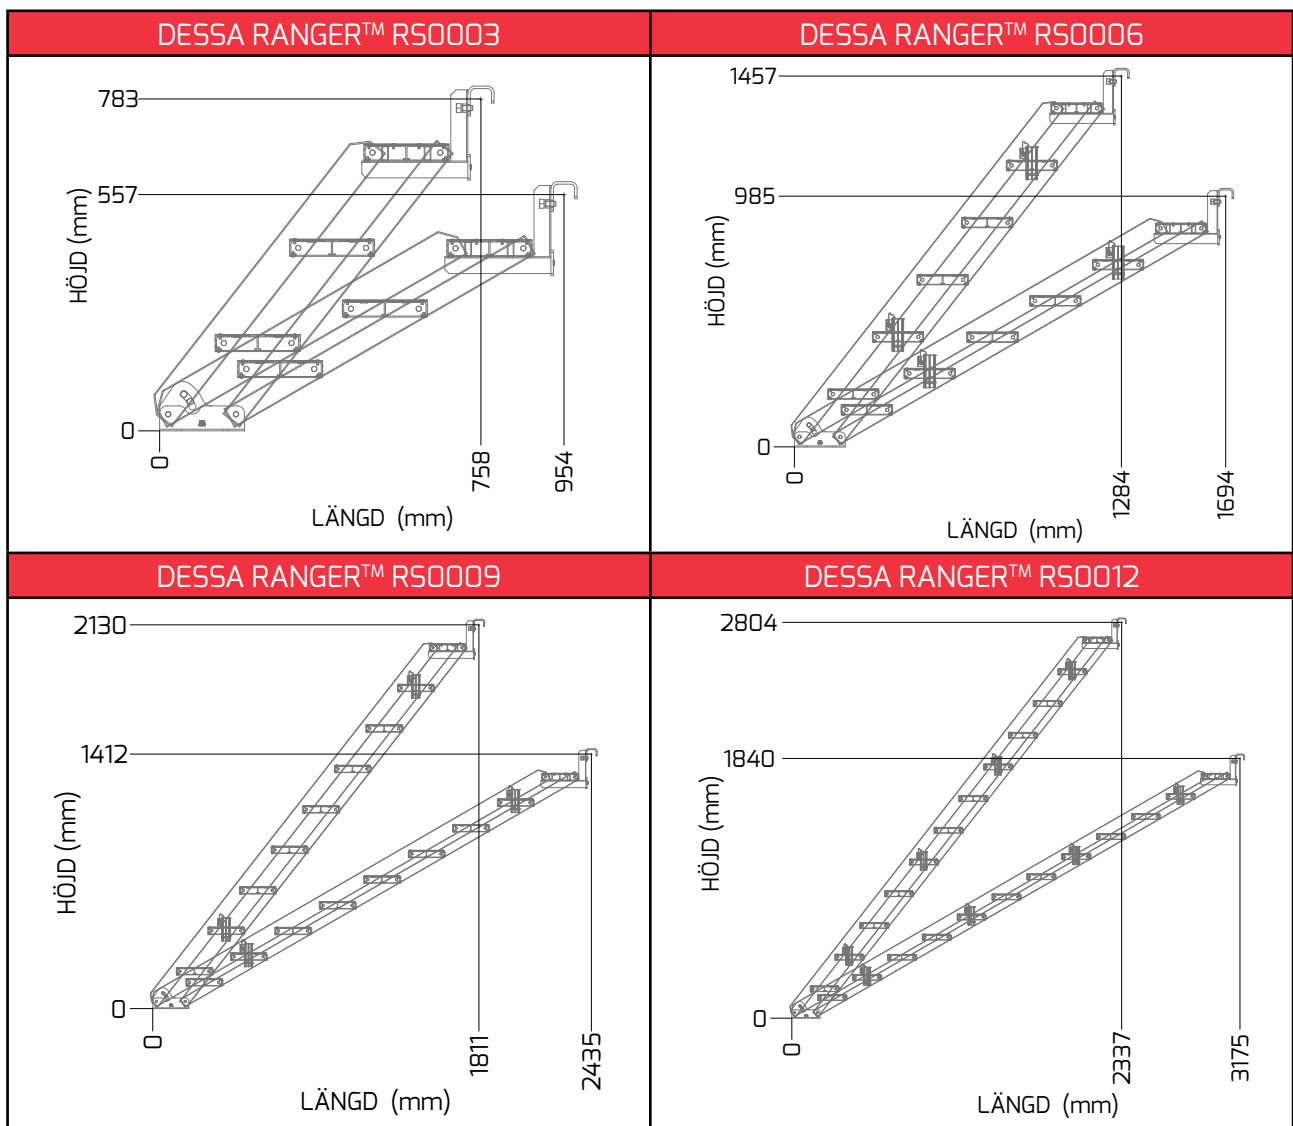 DESSA RANGER™ RS0003
783
557
0
HÖJD (mm)
0
758
954
LÄNGD (mm)
DESSA RANGER™ RS0006
1457
985
0
HÖJD (mm)
0
1284
1694
LÄNGD (mm)
DESSA RANGER™ RS0009
2130
1412
0
HÖJD (mm)
0
1811
2435
LÄNGD (mm)
DESSA RANGER™ RS0012
2804
1840
0
HÖJD (mm)
0
2337
3175
LÄNGD (mm)